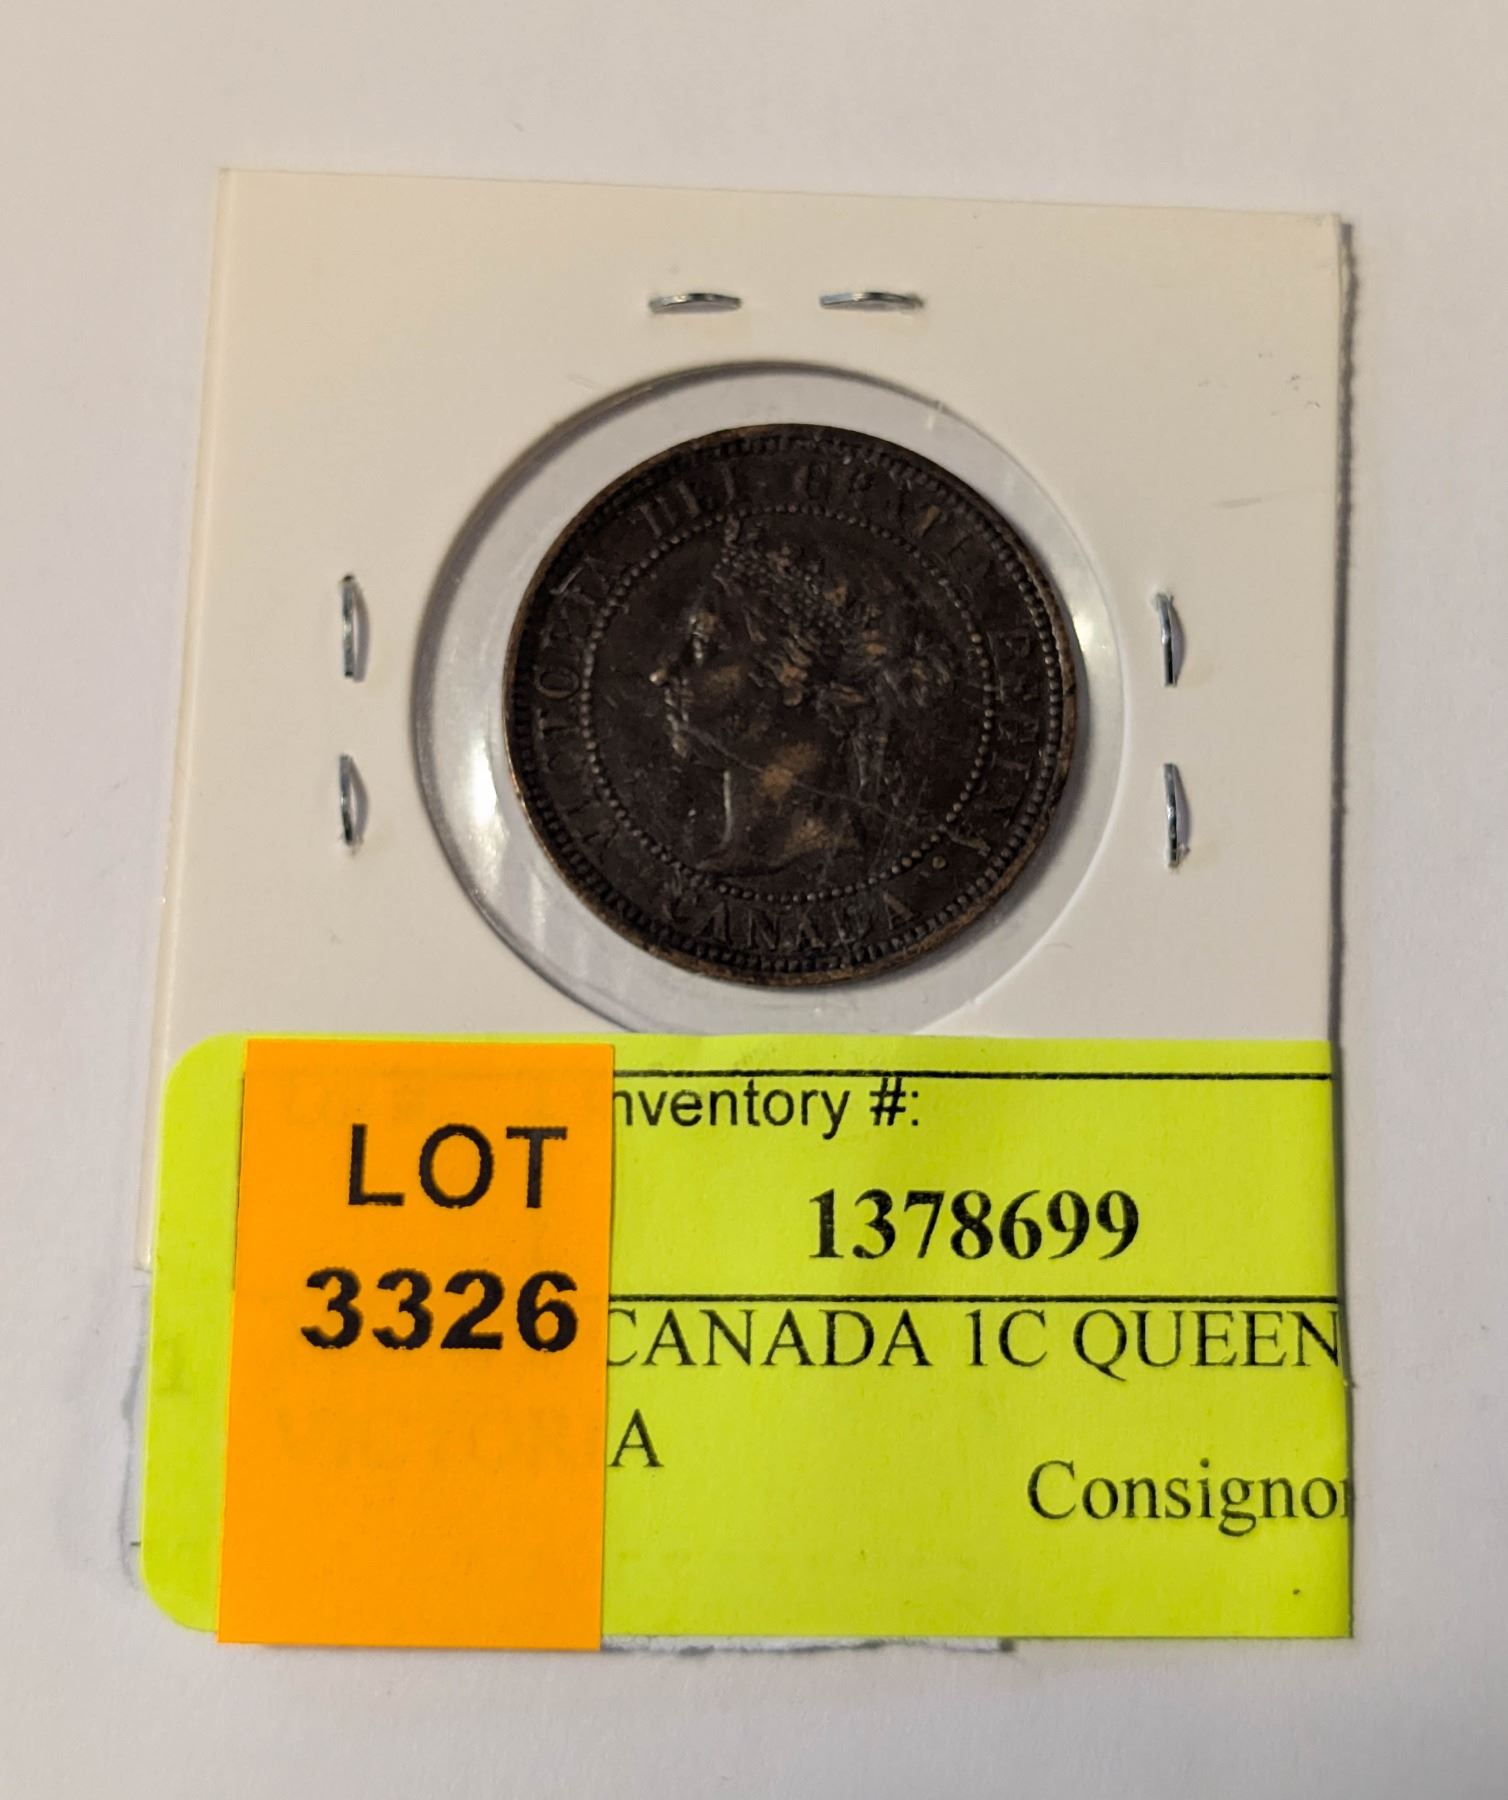 VICTORIA DEI GRATIA REGINA.
CANADA
nventory #:
LOT
1378699
3326
CANADA 1C QUEEN
A
Consignor